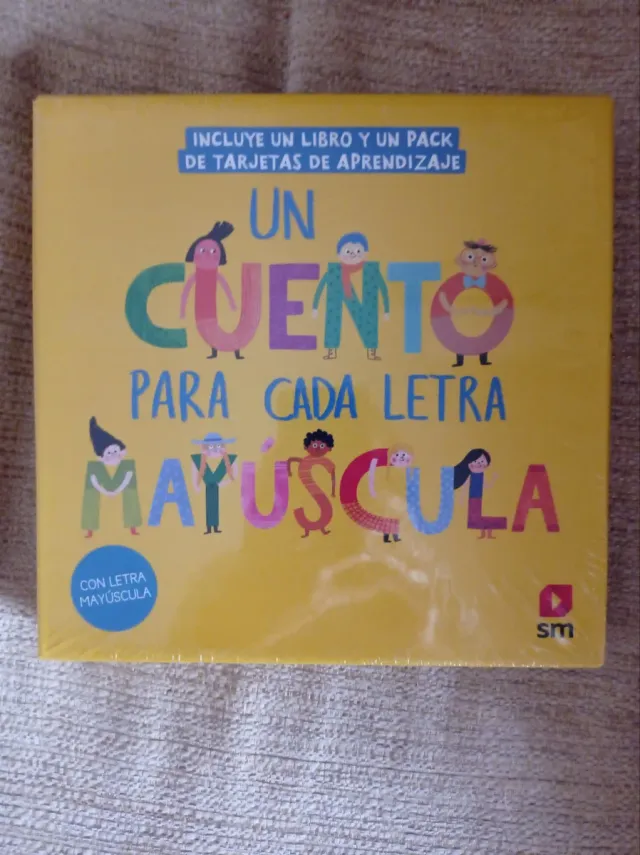 INCLUYE UN LIBRO Y UN PACK
DE TARJETAS DE APRENDIZAJE
UN
CUENTO
PARA CADA LETRA
MAYÚSCULA
CON LETRA
MAYÚSCULA
sm